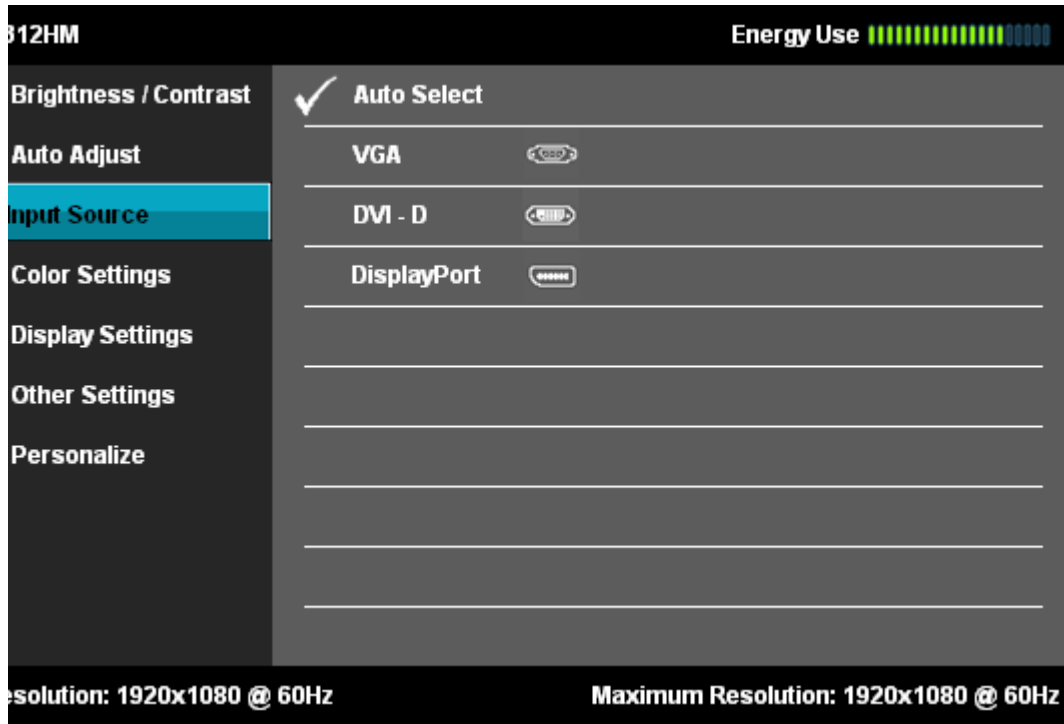 312HM Energy Use
Brightness / Contrast
Auto Adjust
Input Source
Color Settings
Display Settings
Other Settings
Personalize
Auto Select
VGA
DVI - D
DisplayPort
esolution: 1920x1080 @ 60Hz Maximum Resolution: 1920x1080 @ 60Hz